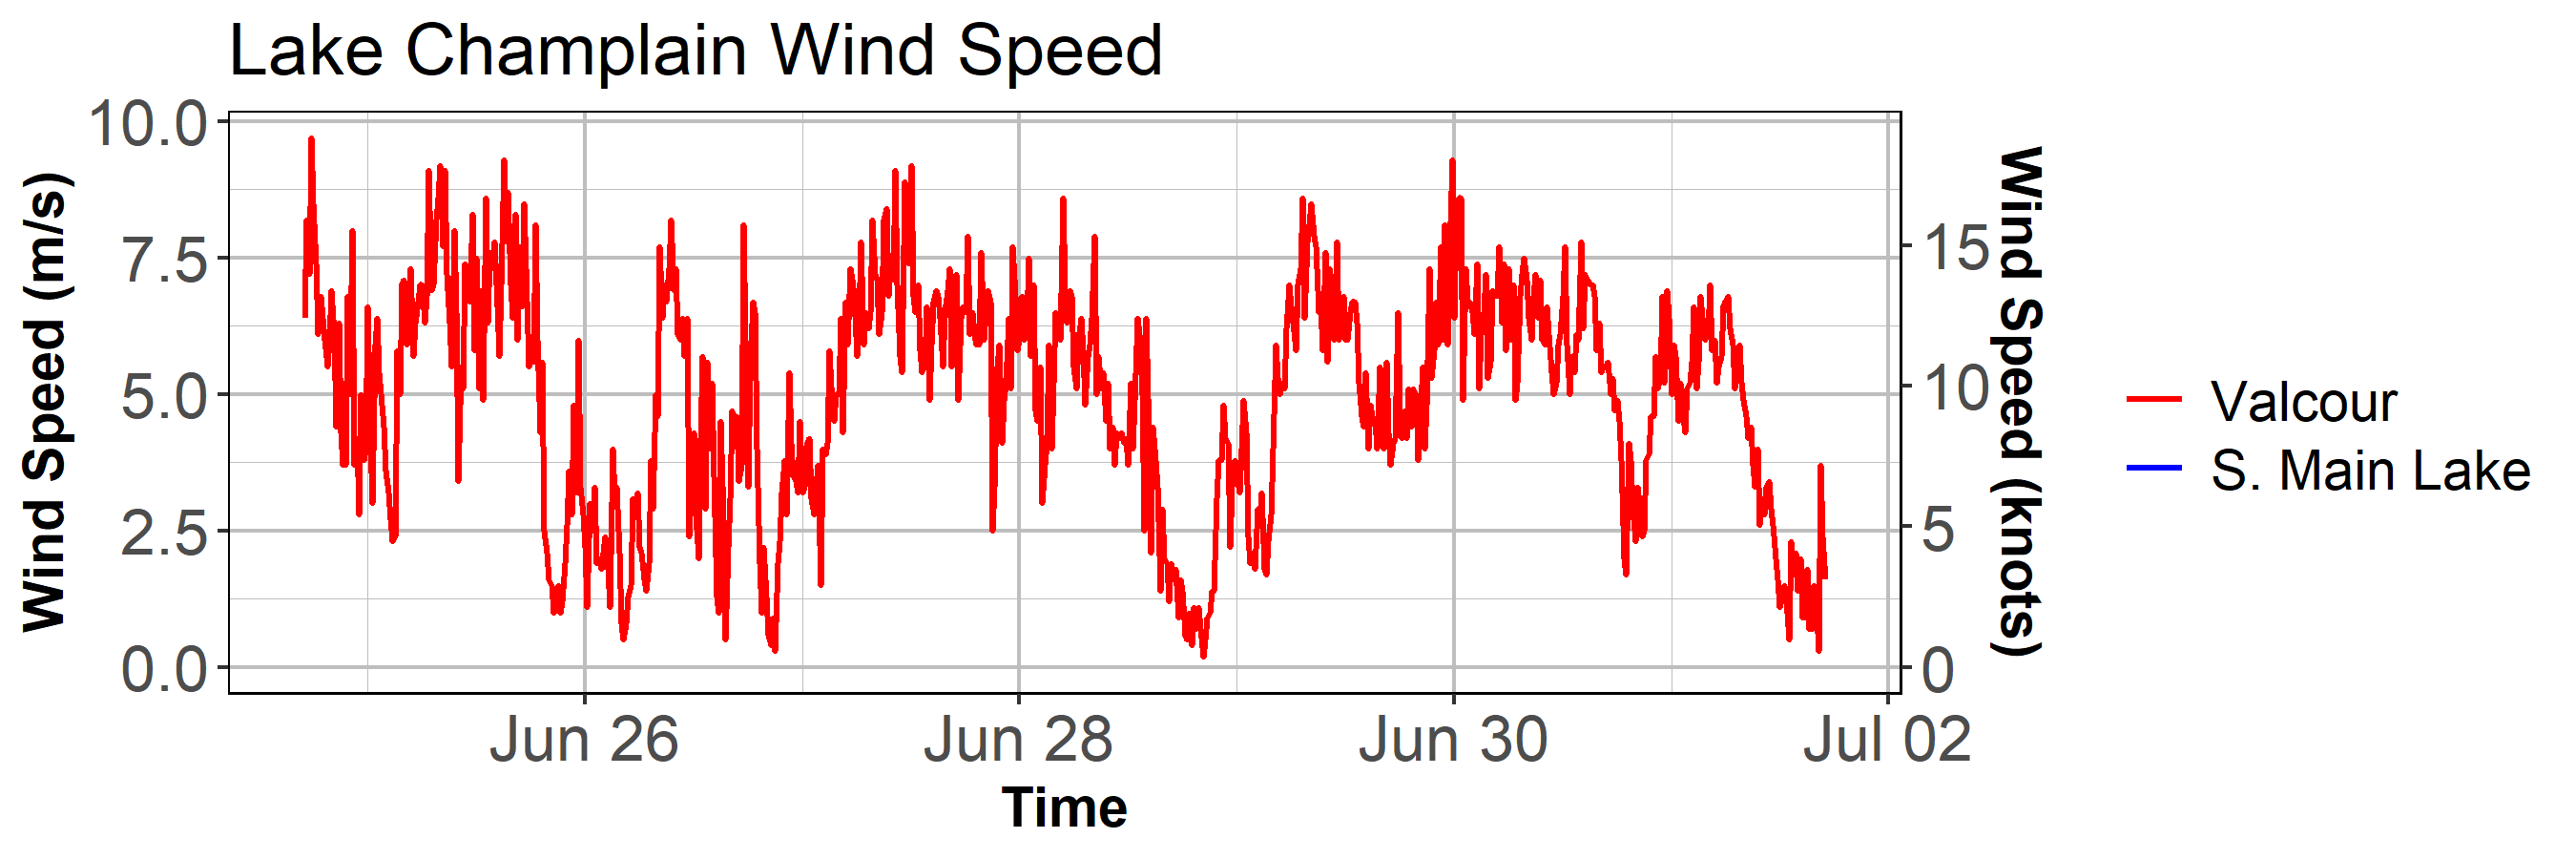 Lake Champlain Wind Speed
Wind Speed (m/s)
10.0
7.5
5.0
2.5
0.0
15
10
5
0
Wind Speed (knots)
Jun 26
Jun 28
Jun 30
Jul 02
Time
Valcour
S. Main Lake